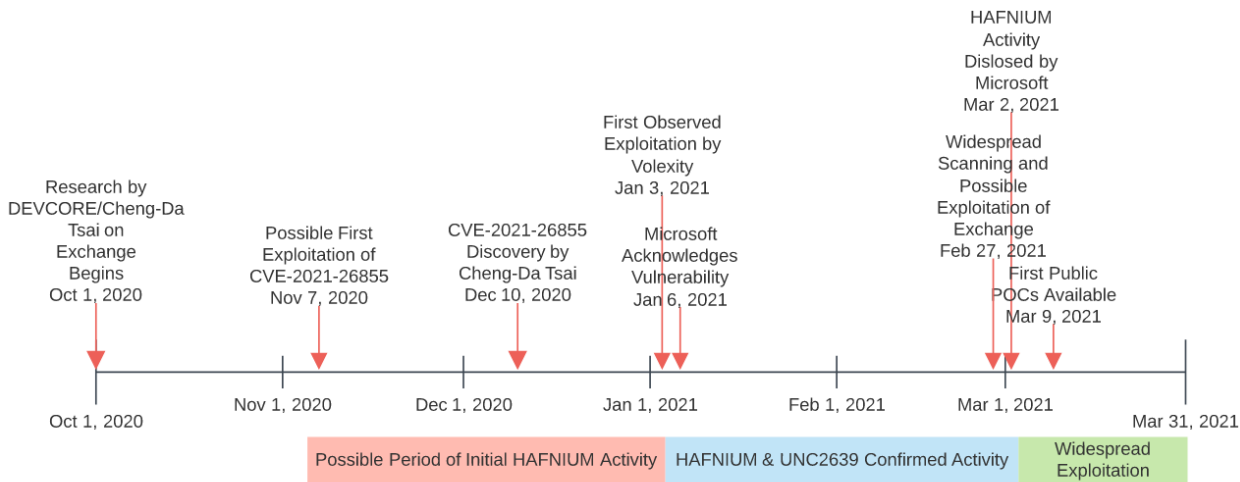 Research by
DEVCORE/Cheng-Da
Tsai on
Exchange
Begins
Oct 1, 2020
Possible First
Exploitation of
CVE-2021-26855
Nov 7, 2020
CVE-2021-26855
Discovery by
Cheng-Da Tsai
Dec 10, 2020
First Observed
Exploitation by
Volexity
Jan 3, 2021
Microsoft
Acknowledges
Vulnerability
Jan 6, 2021
Widespread
Scanning and
Possible
Exploitation of
Exchange
Feb 27, 2021
HAFNIUM
Activity
Dislosed by
Microsoft
Mar 2, 2021
First Public
POCs Available
Mar 9, 2021
Oct 1, 2020
Nov 1, 2020
Dec 1, 2020
Jan 1, 2021
Feb 1, 2021
Mar 1, 2021
Mar 31, 2021
Possible Period of Initial HAFNIUM Activity
HAFNIUM & UNC2639 Confirmed Activity
Widespread
Exploitation